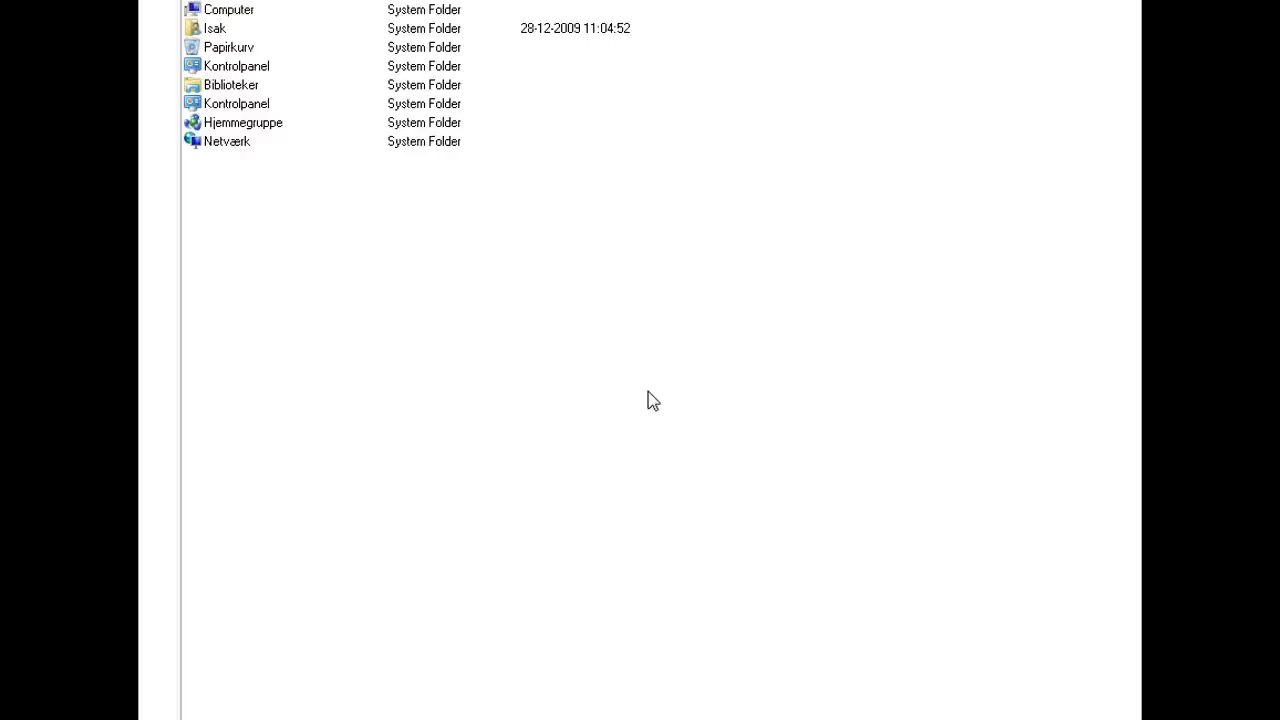 Computer System Folder
Isak System Folder 28-12-2009 11:04:52
Papirkurv System Folder
Kontrolpanel System Folder
Biblioteker System Folder
Kontrolpanel System Folder
Hjemmegruppe System Folder
Netværk System Folder